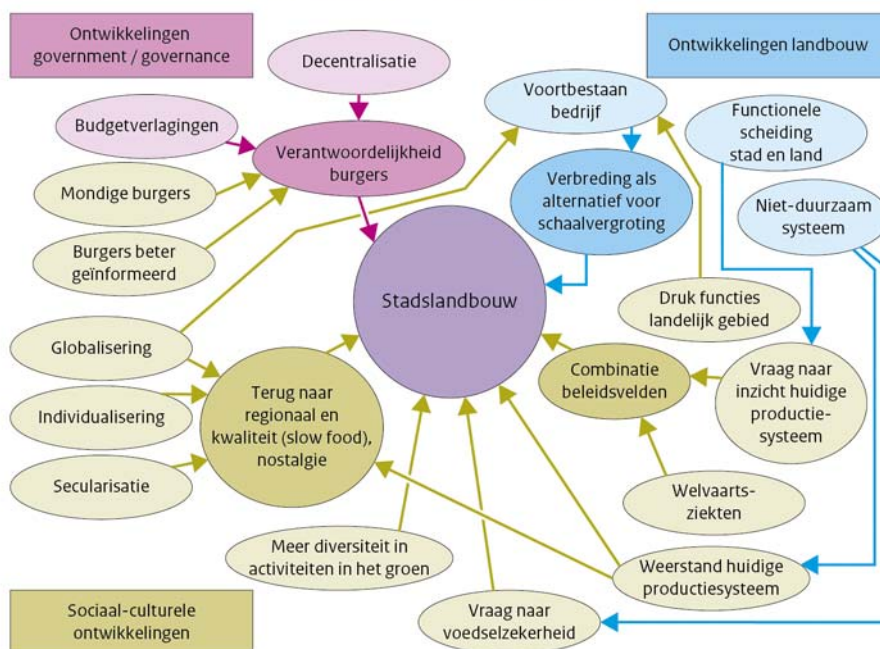 Ontwikkelingen
government / governance
Decentralisatie
Ontwikkelingen landbouw
Budgetverlagingen
Verantwoordelijkheid
burgers
Voortbestaan
bedrijf
Functionele
scheiding
stad en land
Mondige burgers
Verbreding als
alternatief voor
schaalvergroting
Niet-duurzaam
systeem
Burgers beter
geïnformeerd
Stadslandbouw
Druk functies
landelijk gebied
Globalisering
Terug naar
regionaal en
kwaliteit (slow food),
nostalgie
Combinatie
beleidsvelden
Vraag naar
inzicht huidige
productie-
systeem
Individualisering
Secularisatie
Welvaarts-
ziekten
Meer diversiteit in
activiteiten in het groen
Weerstand huidige
productiesysteem
Sociaal-culturele
ontwikkelingen
Vraag naar
voedselzekerheid